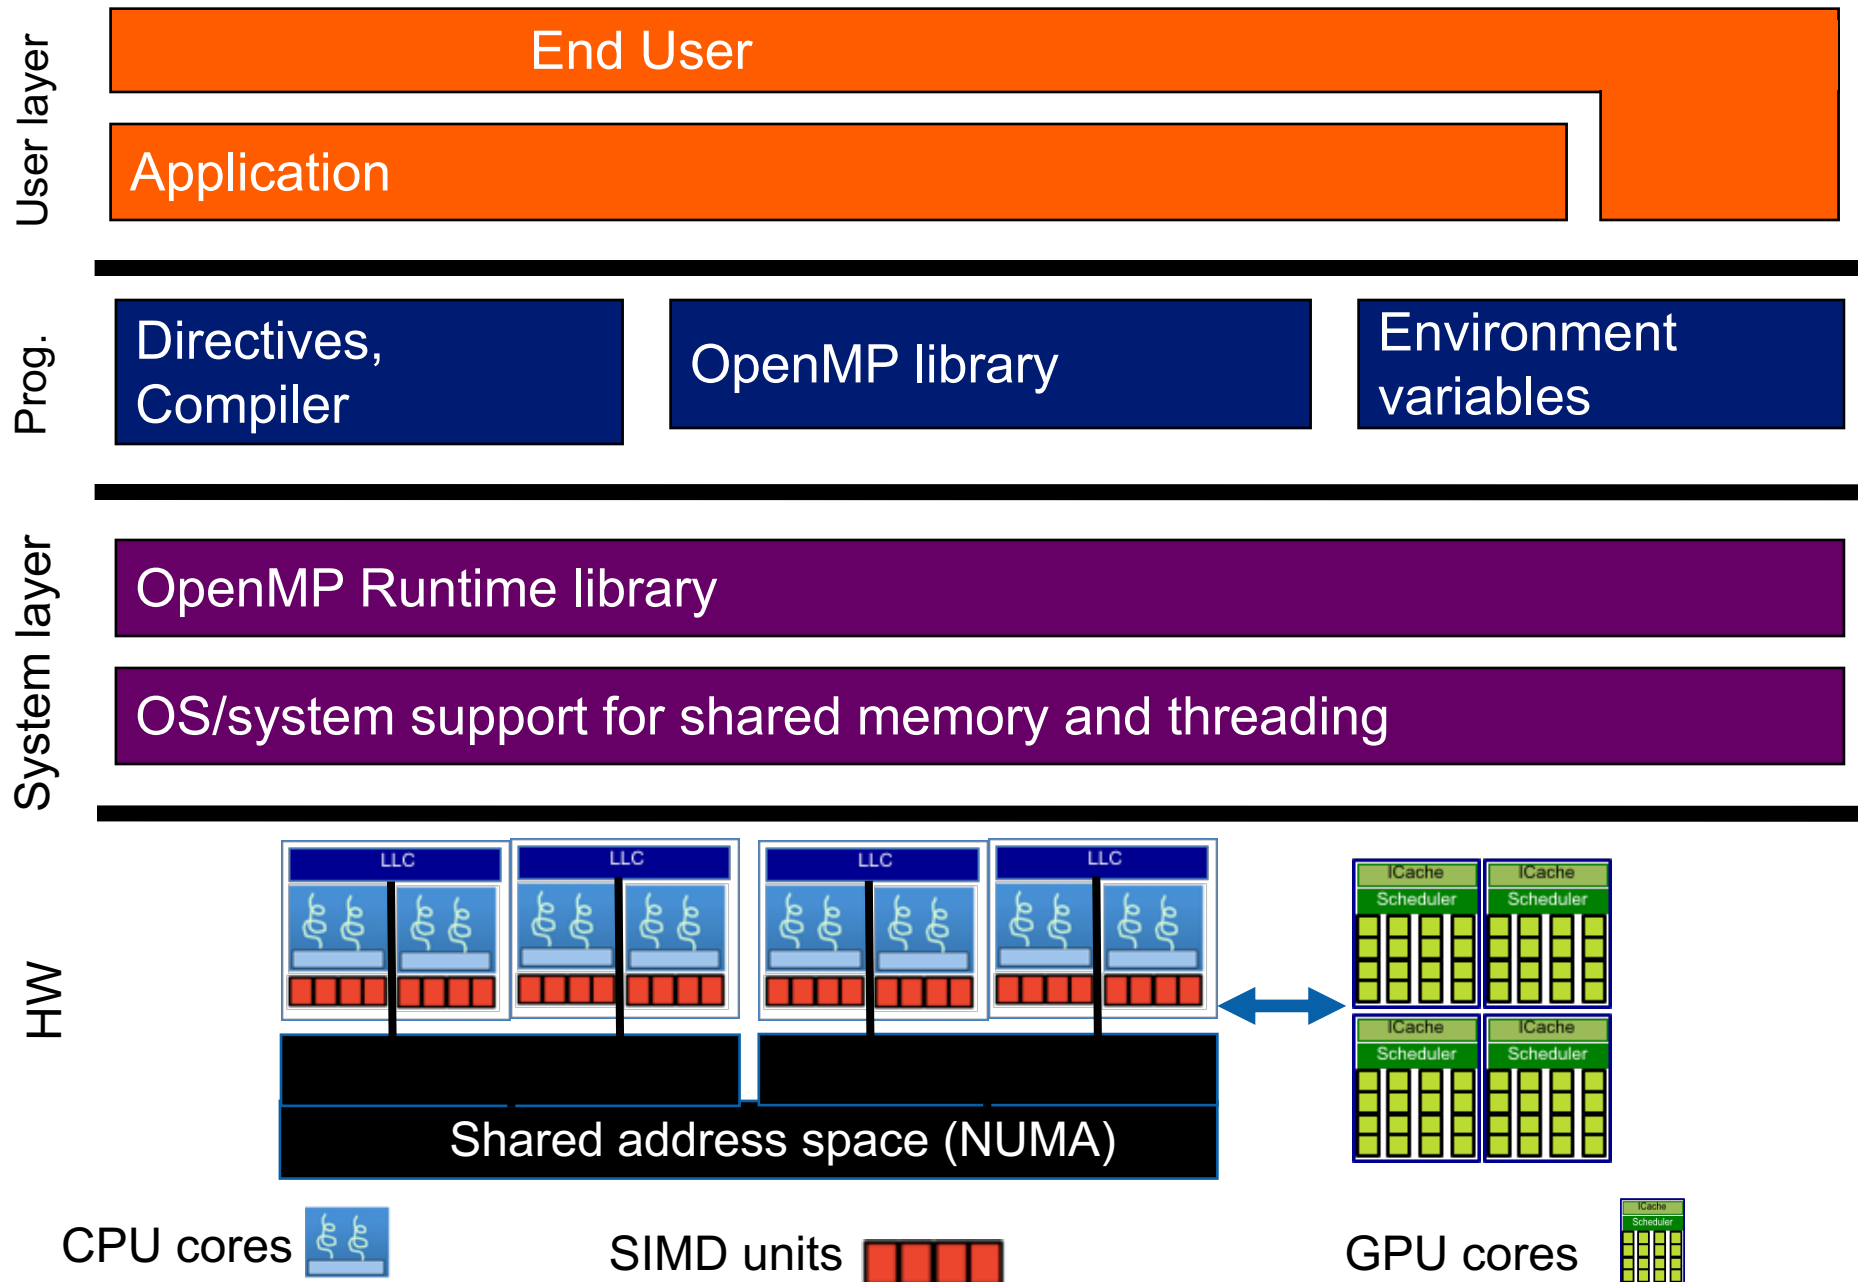 User layer
End User
Application
Prog.
Directives,
Compiler
OpenMP library
Environment
variables
System layer
OpenMP Runtime library
OS/system support for shared memory and threading
HW
LLC
LLC
LLC
LLC
ICache
Scheduler
ICache
Scheduler
ICache
Scheduler
ICache
Scheduler
Shared address space (NUMA)
CPU cores
SIMD units
GPU cores
ICache
Scheduler